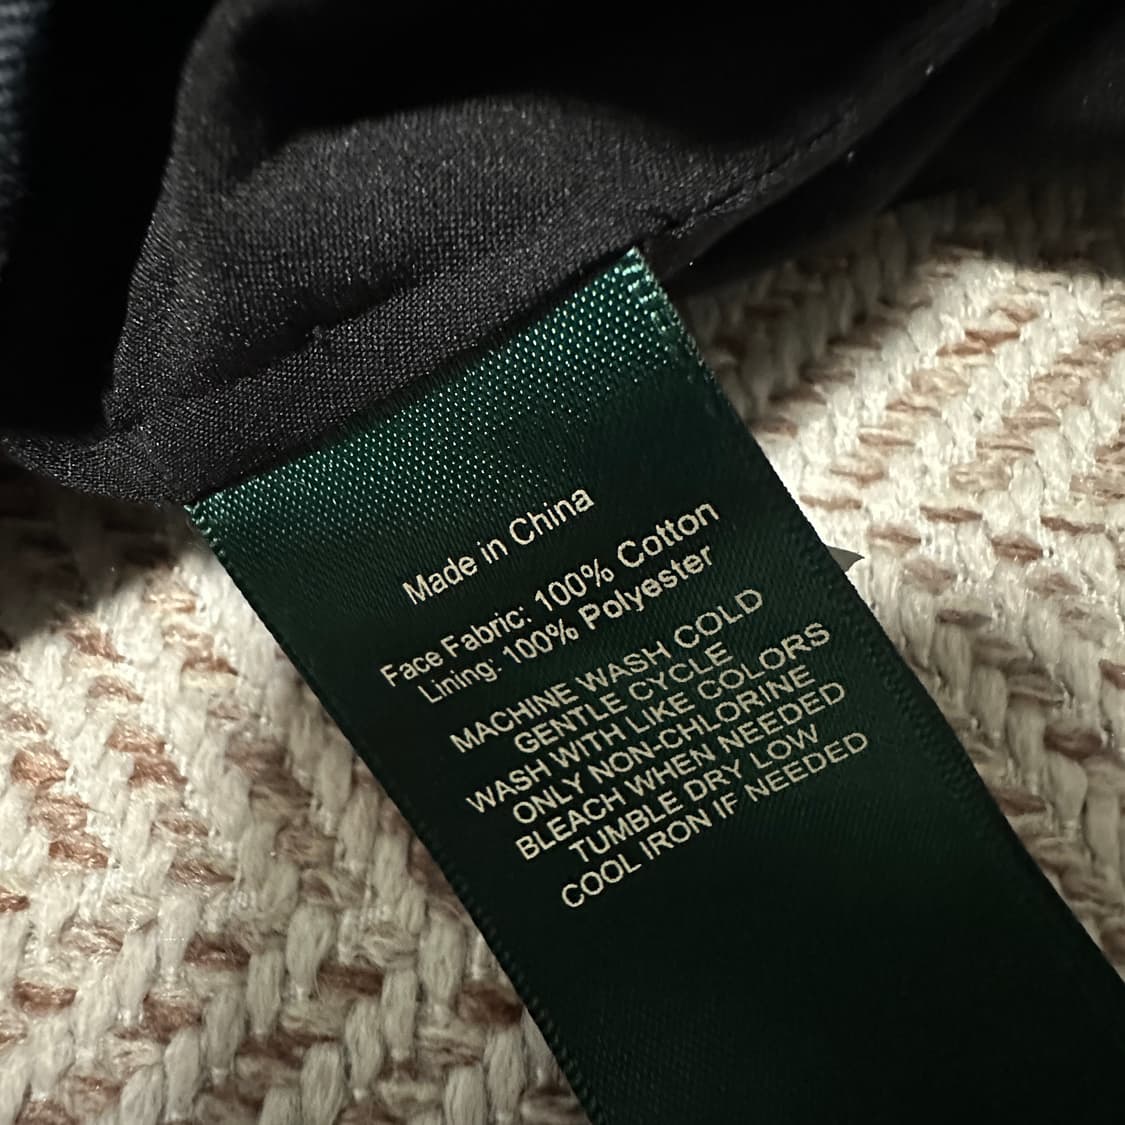 Made in China
Face Fabric: 100% Cotton
Lining: 100% Polyester
MACHINE WASH COLD
GENTLE CYCLE
WASH WITH LIKE COLORS
ONLY NON-CHLORINE
BLEACH WHEN NEEDED
TUMBLE DRY LOW
COOL IRON IF NEEDED